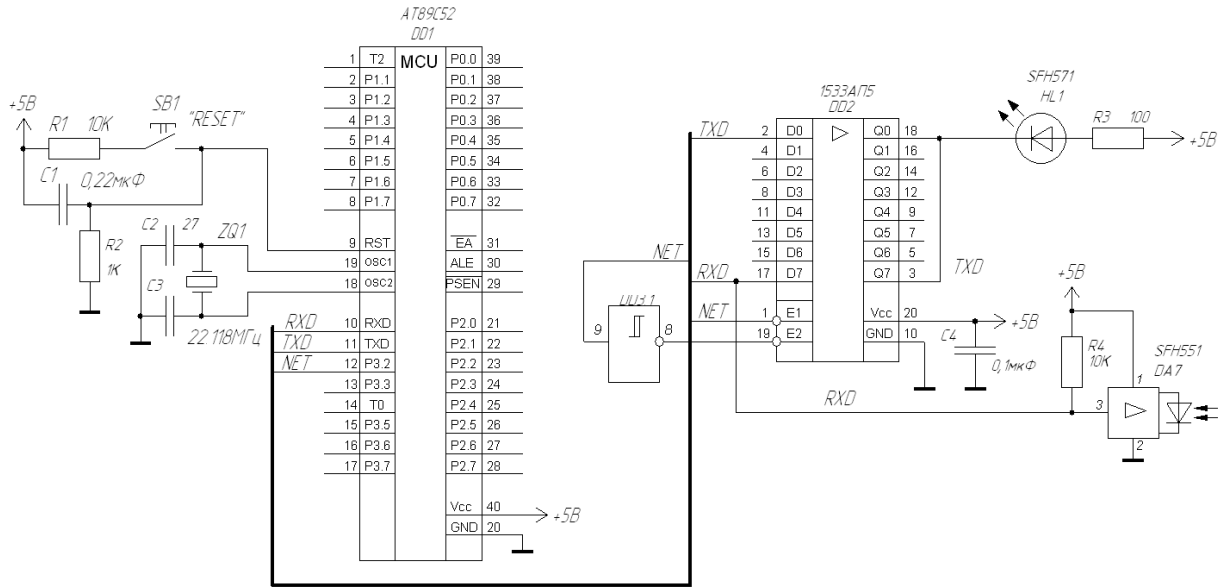 AT89C52
DD1
MCU
1 T2 P0.0 39
2 P1.1 P0.1 38
3 P1.2 P0.2 37
4 P1.3 P0.3 36
5 P1.4 P0.4 35
6 P1.5 P0.5 34
7 P1.6 P0.6 33
8 P1.7 P0.7 32
9 RST EA 31
19 OSC1 ALE 30
18 OSC2 PSEN 29
10 RXD P2.0 21
11 TXD P2.1 22
12 P3.2 P2.2 23
13 P3.3 P2.3 24
14 T0 P2.4 25
15 P3.5 P2.5 26
16 P3.6 P2.6 27
17 P3.7 P2.7 28
Vcc 40
GND 20
+5В
+5В
R1 10К
SB1
"RESET"
C1
0,22мкФ
R2
1К
C2 27
ZQ1
C3
22.118МГц
RXD
TXD
NET
NET
DD3.1
9 8
1533АП5
DD2
TXD
2 D0 Q0 18
4 D1 Q1 16
6 D2 Q2 14
8 D3 Q3 12
11 D4 Q4 9
13 D5 Q5 7
15 D6 Q6 5
17 D7 Q7 3
RXD
NET
TXD
1 E1 Vcc 20
19 E2 GND 10
+5В
C4
0,1мкФ
SFH571
HL1
R3 100
+5В
+5В
R4
10К
SFH551
DA7
1
3
2
RXD